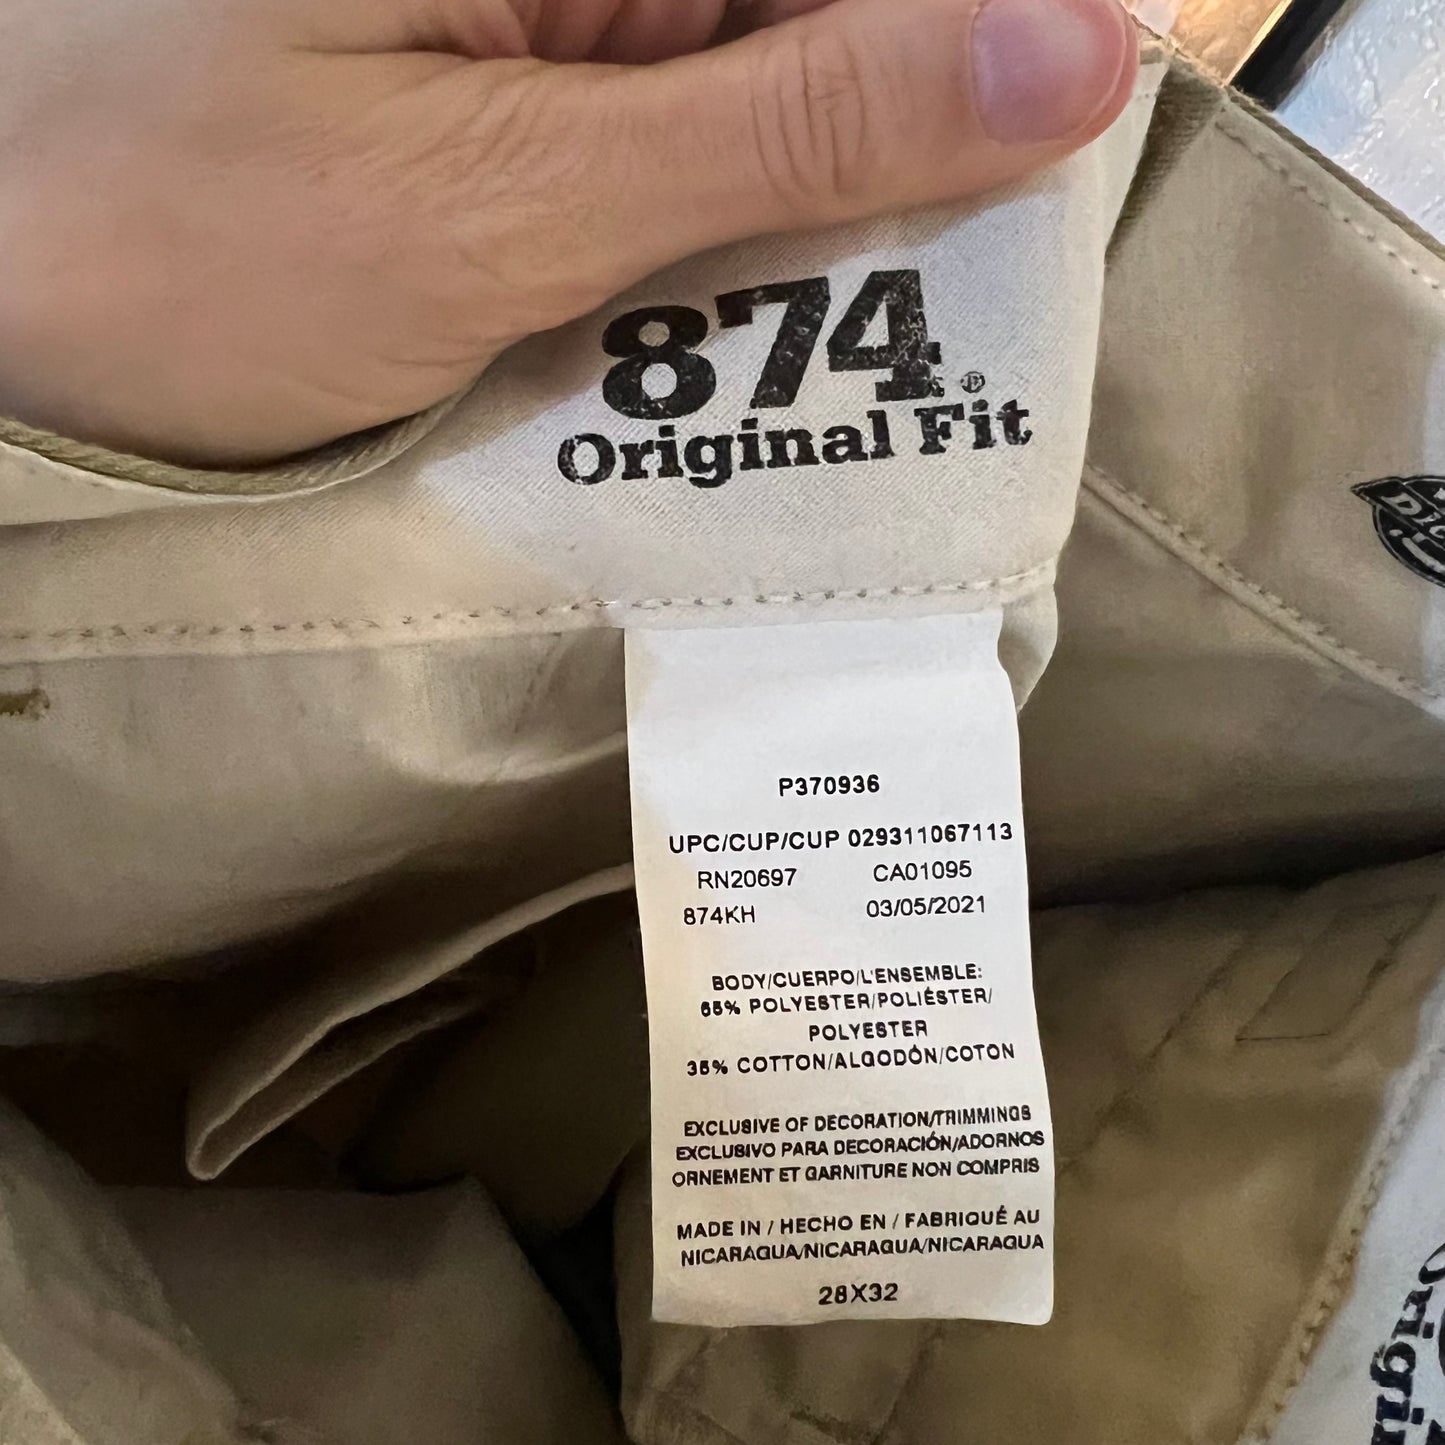 874®
Original Fit
P370936
UPC/CUP/CUP 029311067113
RN20697 CA01095
874KH 03/05/2021
BODY/CUERPO/L'ENSEMBLE:
65% POLYESTER/POLIÉSTER/
POLYESTER
35% COTTON/ALGODÓN/COTON
EXCLUSIVE OF DECORATION/TRIMMINGS
EXCLUSIVO PARA DECORACIÓN/ADORNOS
ORNEMENT ET GARNITURE NON COMPRIS
MADE IN / HECHO EN / FABRIQUÉ AU
NICARAGUA/NICARAGUA/NICARAGUA
28X32